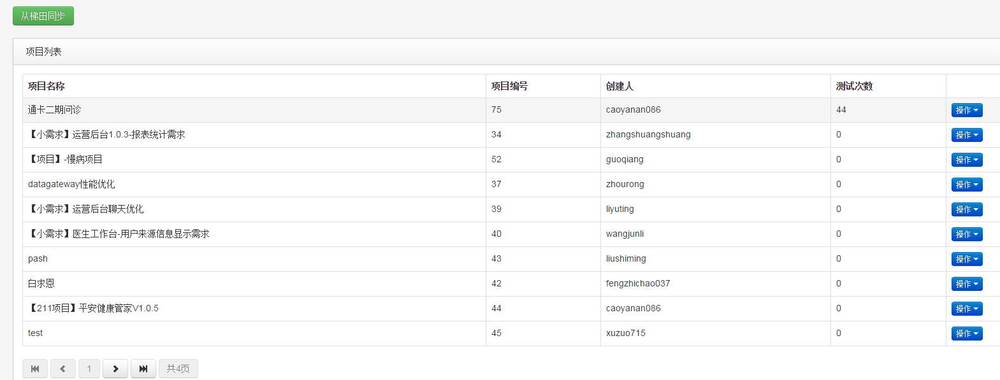 从梯田同步
项目列表
项目名称 项目编号 创建人 测试次数
通卡二期问诊 75 caoyanan086 44 操作
【小需求】运营后台1.0.3-报表统计需求 34 zhangshuangshuang 0 操作
【项目】-慢病项目 52 guoqiang 0 操作
datagateway性能优化 37 zhourong 0 操作
【小需求】运营后台聊天优化 39 liyuting 0 操作
【小需求】医生工作台-用户来源信息显示需求 40 wangjunli 0 操作
pash 43 liushiming 0 操作
白求恩 42 fengzhichao037 0 操作
【211项目】平安健康管家V1.0.5 44 caoyanan086 0 操作
test 45 xuzuo715 0 操作
1 共4页